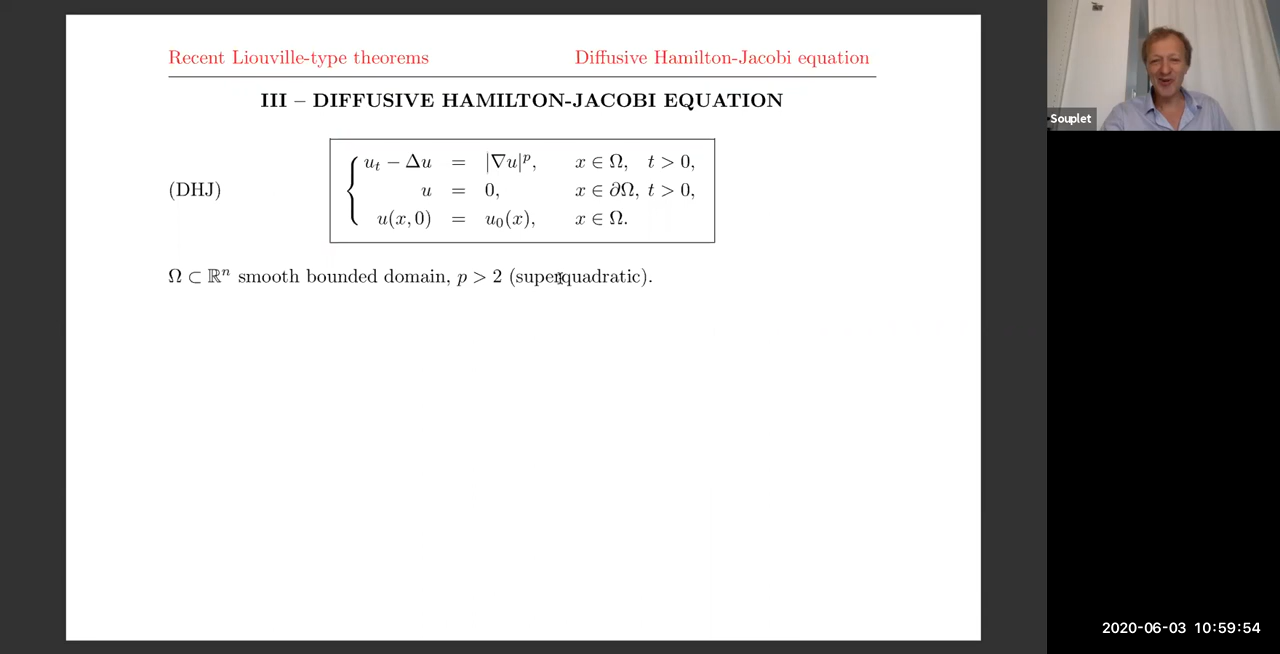 Recent Liouville-type theorems Diffusive Hamilton-Jacobi equation
III – DIFFUSIVE HAMILTON-JACOBI EQUATION
(DHJ)
u_t − Δu = |∇u|^p, x ∈ Ω, t > 0,
u = 0, x ∈ ∂Ω, t > 0,
u(x, 0) = u_0(x), x ∈ Ω.
Ω ⊂ ℝ^n smooth bounded domain, p > 2 (superquadratic).
Souplet
2020-06-03 10:59:54